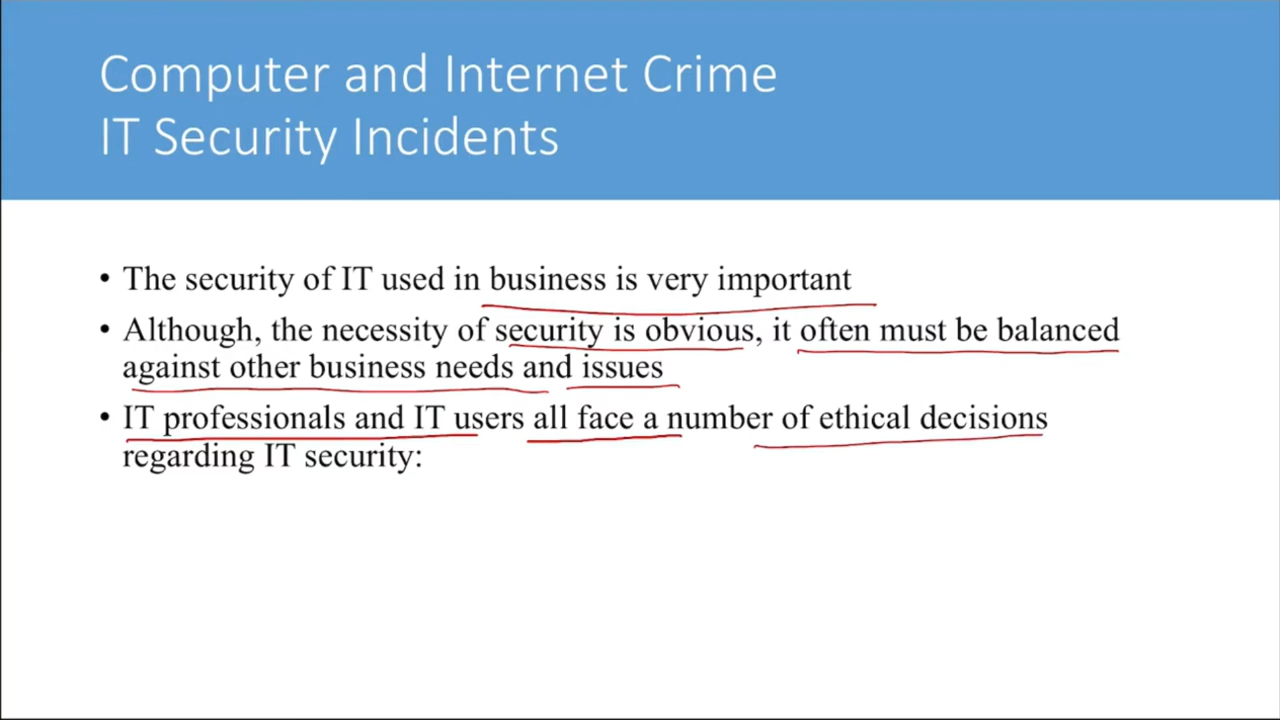 Computer and Internet Crime
IT Security Incidents
• The security of IT used in business is very important
• Although, the necessity of security is obvious, it often must be balanced
against other business needs and issues
• IT professionals and IT users all face a number of ethical decisions
regarding IT security: